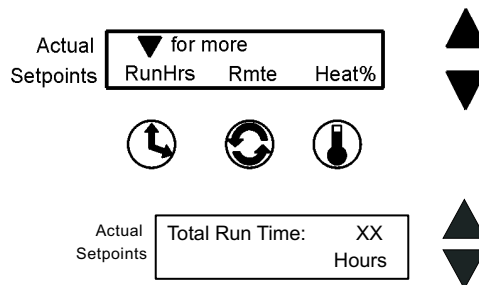 Actual ▼ for more
Setpoints RunHrs Rmte Heat%
Actual Total Run Time: XX
Setpoints Hours